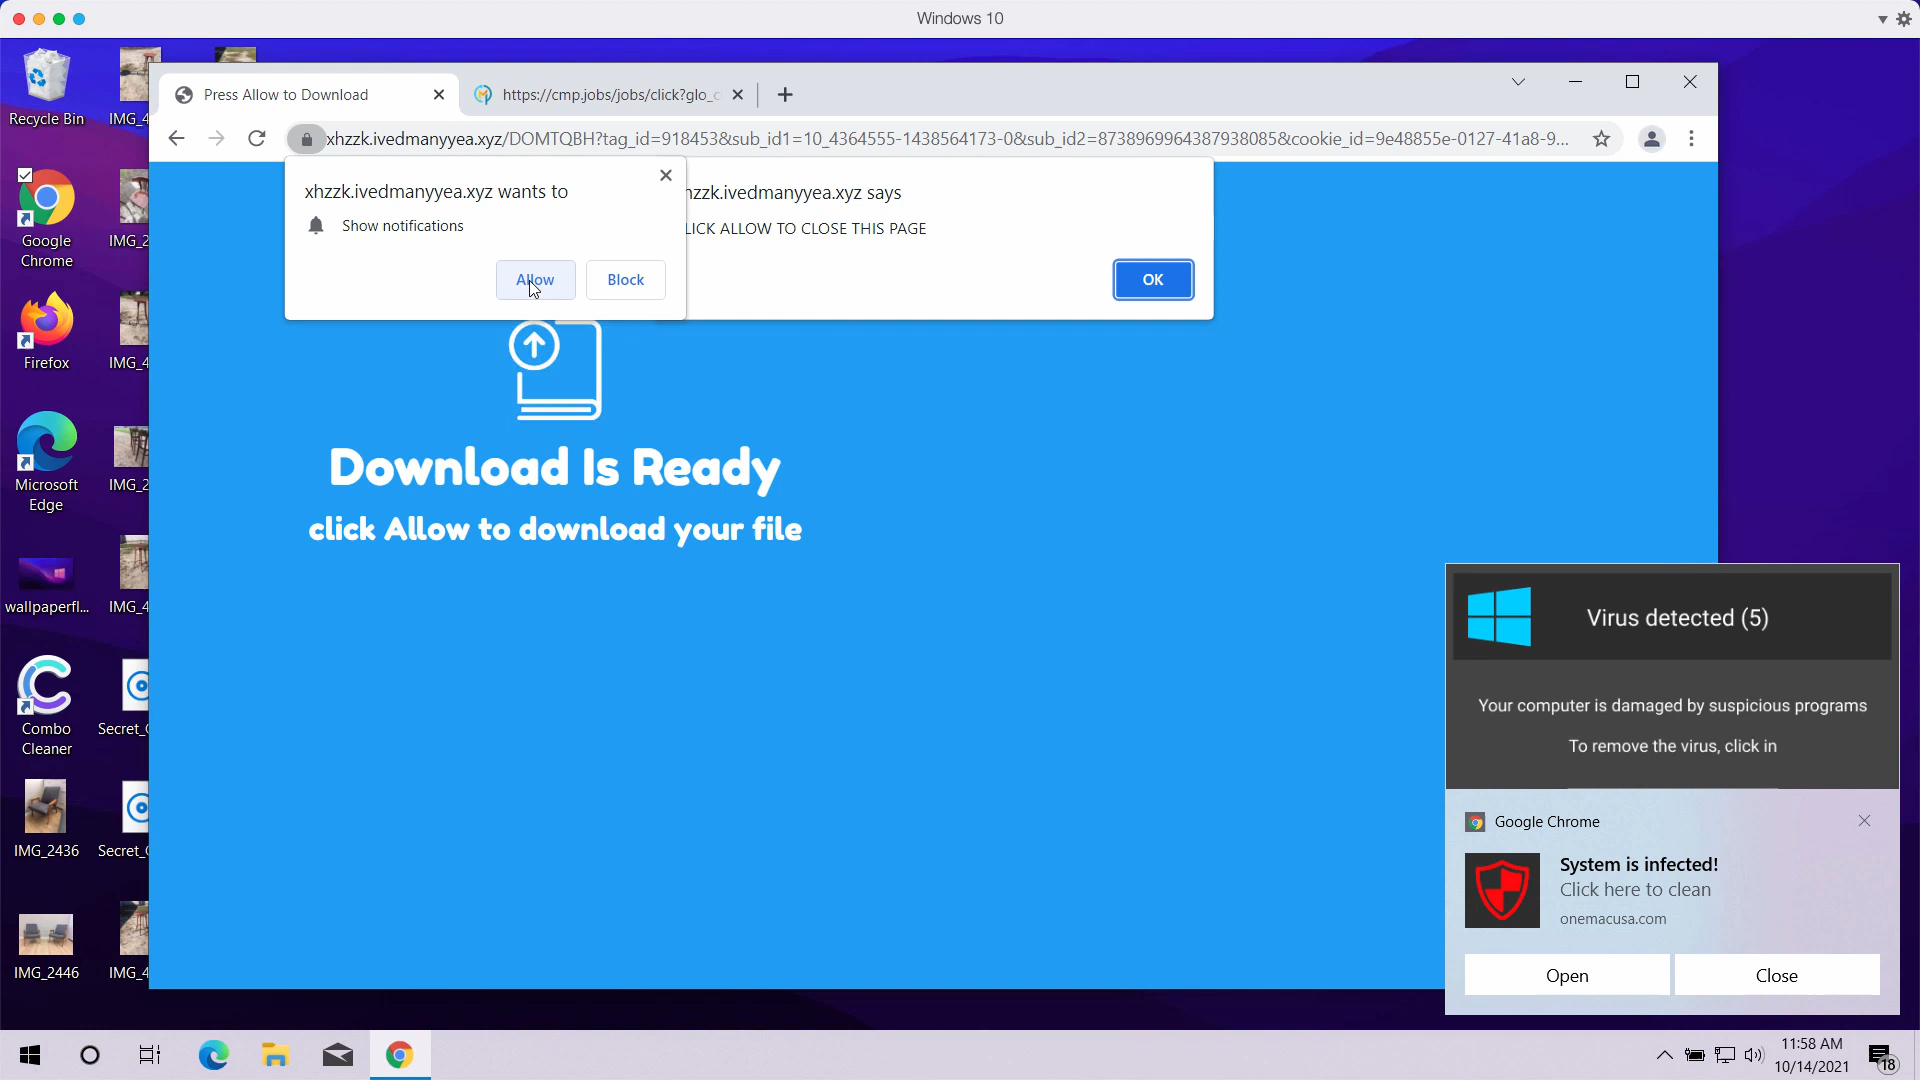 Windows 10
Recycle Bin
IMG_4
Google
Chrome
IMG_2
Firefox
IMG_4
Microsoft
Edge
IMG_2
wallpaperfl...
IMG_4
Combo
Cleaner
Secret_
IMG_2436
Secret_
IMG_2446
IMG_4
Press Allow to Download
https://cmp.jobs/jobs/click?glo_c
xhzzk.ivedmanyyea.xyz/DOMTQBH?tag_id=918453&sub_id1=10_4364555-1438564173-0&sub_id2=8738969964387938085&cookie_id=9e48855e-0127-41a8-9...
xhzzk.ivedmanyyea.xyz wants to
Show notifications
Allow
Block
hzzk.ivedmanyyea.xyz says
LICK ALLOW TO CLOSE THIS PAGE
OK
Download Is Ready
click Allow to download your file
Virus detected (5)
Your computer is damaged by suspicious programs
To remove the virus, click in
Google Chrome
System is infected!
Click here to clean
onemacusa.com
Open
Close
11:58 AM
10/14/2021
18